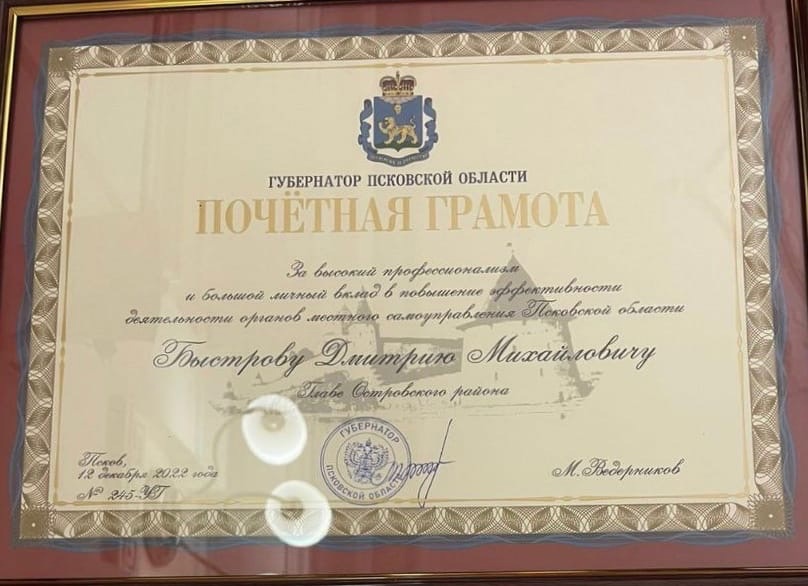 ГУБЕРНАТОР ПСКОВСКОЙ ОБЛАСТИ
ПОЧЁТНАЯ ГРАМОТА
За высокий профессионализм
и большой личный вклад в повышение эффективности
деятельности органов местного самоуправления Псковской области
Быстрову Дмитрию Михайловичу
Главе Островского района
ГУБЕРНАТОР
ПСКОВСКОЙ ОБЛАСТИ
Псков,
12 декабря 2022 года
№ 245-УГ
М. Ведерников